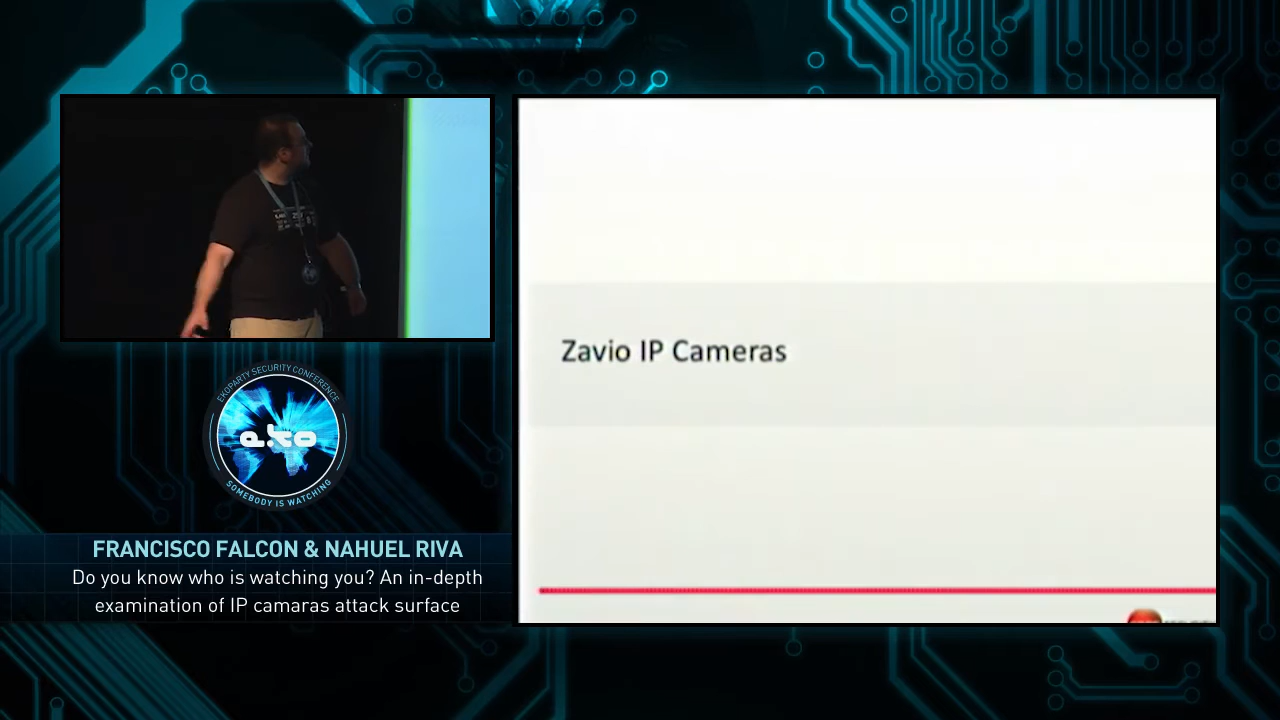 Zavio IP Cameras
EKOPARTY SECURITY CONFERENCE
eko
SOMEBODY IS WATCHING
FRANCISCO FALCON & NAHUEL RIVA
Do you know who is watching you? An in-depth
examination of IP camaras attack surface